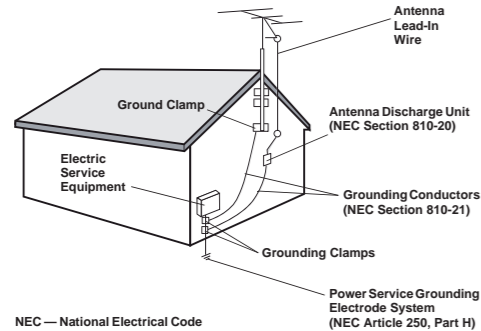 Antenna
Lead-In
Wire
Ground Clamp
Antenna Discharge Unit
(NEC Section 810-20)
Electric
Service
Equipment
Grounding Conductors
(NEC Section 810-21)
Grounding Clamps
Power Service Grounding
Electrode System
(NEC Article 250, Part H)
NEC — National Electrical Code